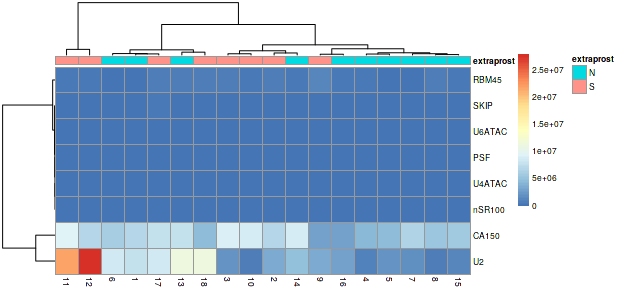 extraprost
RBM45
SKIP
U6ATAC
PSF
U4ATAC
nSR100
CA150
U2
11 12 6 1 17 13 18 3 10 2 14 9 16 4 5 7 8 15
2.5e+07
2e+07
1.5e+07
1e+07
5e+06
0
extraprost
N
S